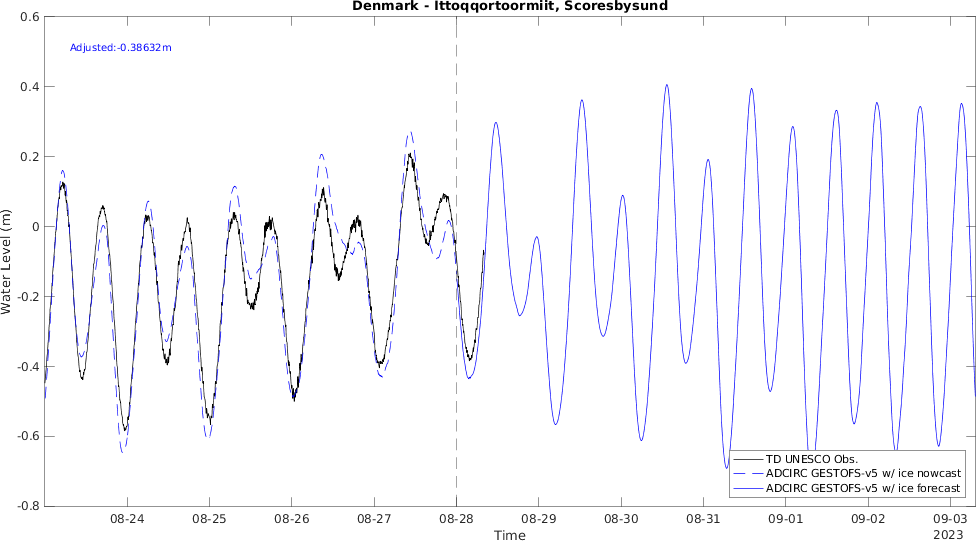 Denmark - Ittoqqortoormiit, Scoresbysund
Adjusted:-0.38632m
Water Level (m)
0.6
0.4
0.2
0
-0.2
-0.4
-0.6
-0.8
TD UNESCO Obs.
ADCIRC GESTOFS-v5 w/ ice nowcast
ADCIRC GESTOFS-v5 w/ ice forecast
08-24 08-25 08-26 08-27 08-28 08-29 08-30 08-31 09-01 09-02 09-03
Time
2023